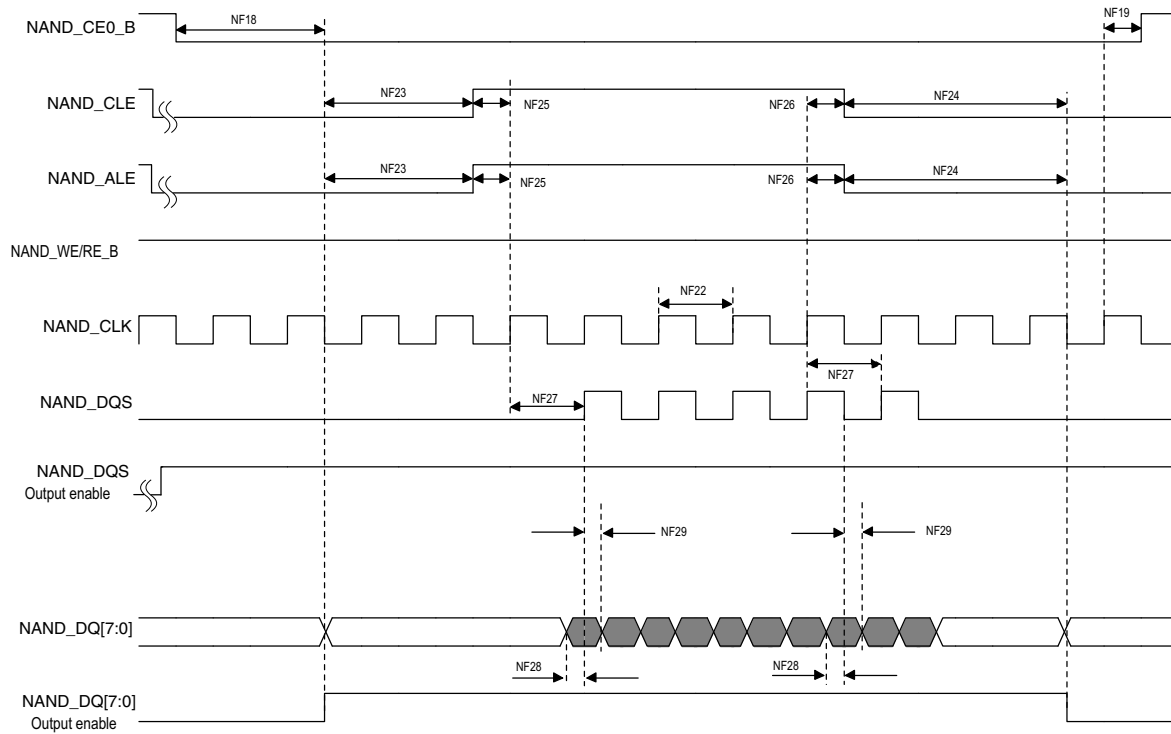 NF18
NF19
NAND_CE0_B
NF23
NF24
NAND_CLE
NF25
NF26
NF23
NF24
NAND_ALE
NF25
NF26
NAND_WE/RE_B
NF22
NAND_CLK
NF27
NAND_DQS
NF27
NAND_DQS
Output enable
NF29
NF29
NAND_DQ[7:0]
NF28
NF28
NAND_DQ[7:0]
Output enable